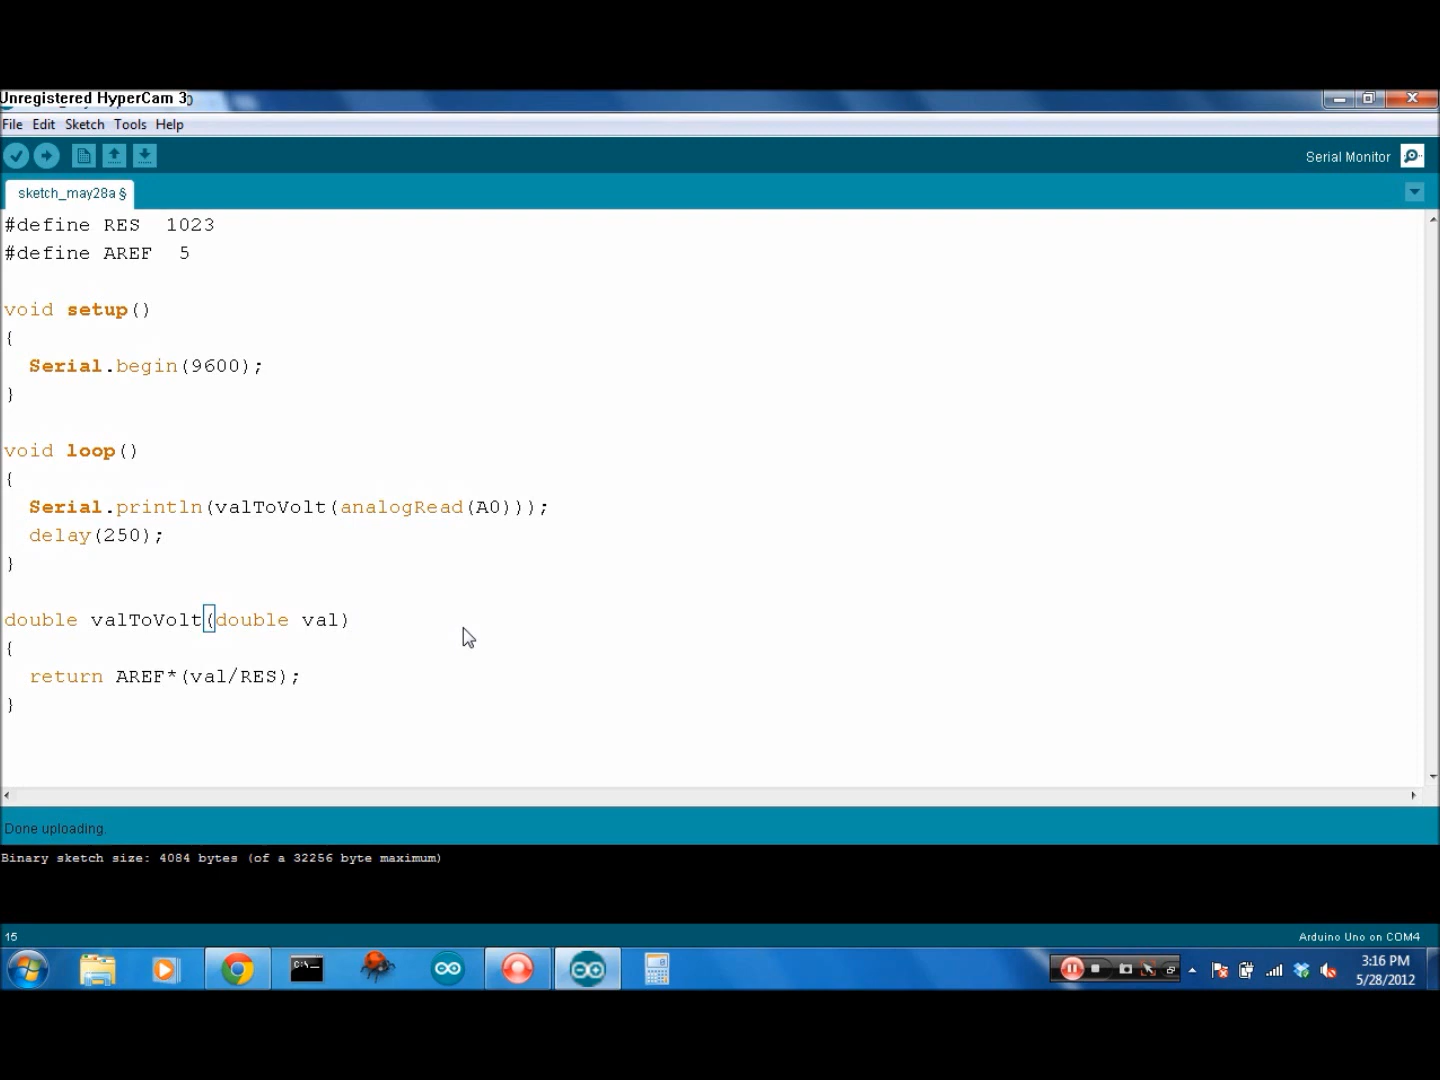 Unregistered HyperCam 3
File Edit Sketch Tools Help
Serial Monitor
sketch_may28a §
#define RES  1023
#define AREF  5
void setup()
{
  Serial.begin(9600);
}
void loop()
{
  Serial.println(valToVolt(analogRead(A0)));
  delay(250);
}
double valToVolt(double val)
{
  return AREF*(val/RES);
}
Done uploading.
Binary sketch size: 4084 bytes (of a 32256 byte maximum)
15
Arduino Uno on COM4
C:\.
3:16 PM
5/28/2012